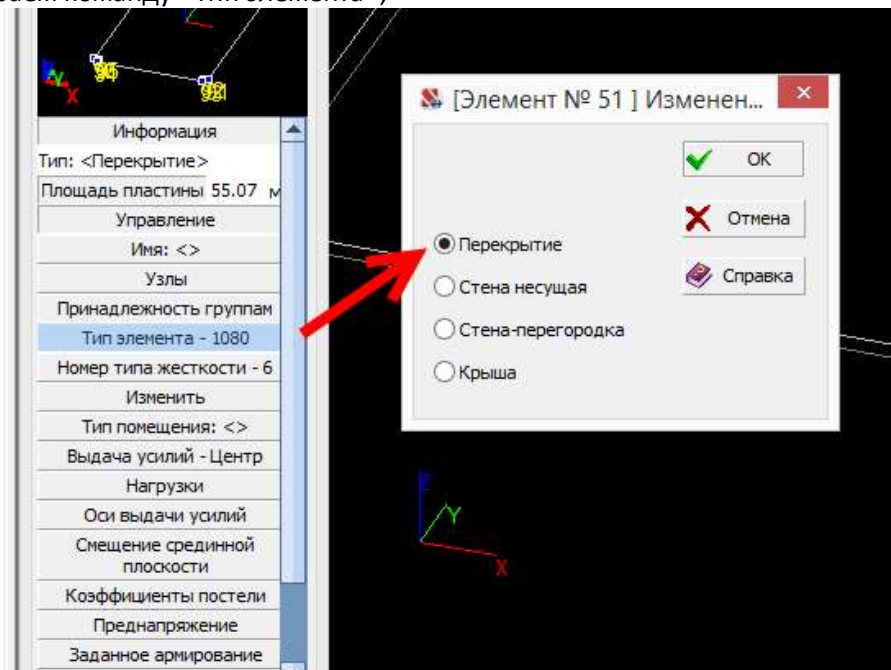 Тип элемента
Информация
Тип: <Перекрытие>
Площадь пластины 55.07
Управление
Имя: <>
Узлы
Принадлежность группам
Тип элемента - 1080
Номер типа жесткости - 6
Изменить
Тип помещения: <>
Выдача усилий - Центр
Нагрузки
Оси выдачи усилий
Смещение срединной
плоскости
Коэффициенты постели
Преднапряжение
Заданное армирование
[Элемент № 51 ] Изменен...
OK
Отмена
Справка
Перекрытие
Стена несущая
Стена-перегородка
Крыша
Z
Y
X